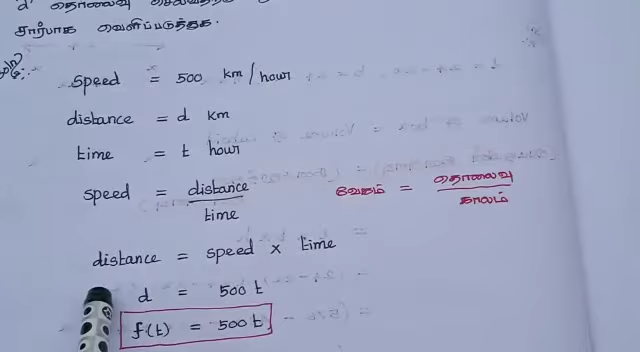 d தொலைவு
சார்பாக வெளிப்படுத்துக.
speed = 500 km/hour
distance = d km
time = t hour
speed = distance / time வேகம் = தொலைவு / காலம்
distance = speed x time
d = 500 t
f(t) = 500 t